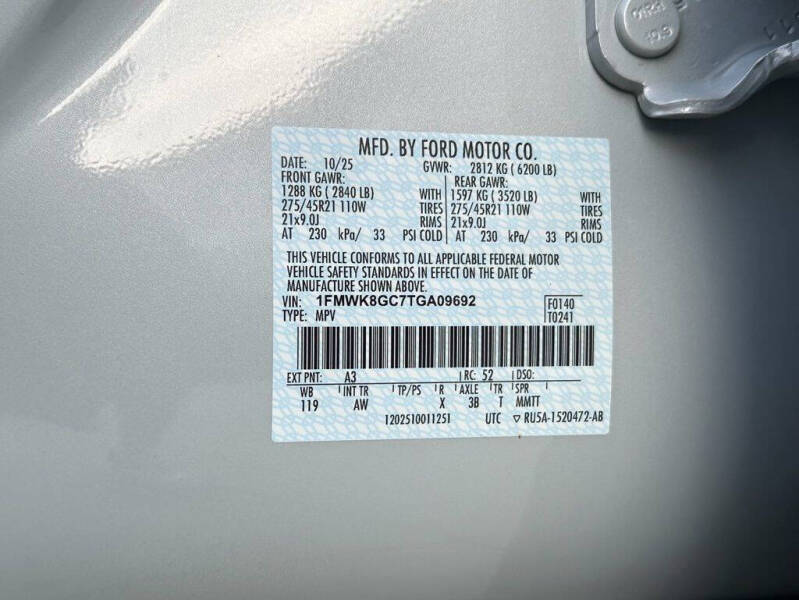 MFD. BY FORD MOTOR CO.
DATE: 10/25 GVWR: 2812 KG ( 6200 LB)
FRONT GAWR: REAR GAWR:
1288 KG ( 2840 LB) WITH 1597 KG ( 3520 LB) WITH
275/45R21 110W TIRES 275/45R21 110W TIRES
21x9.0J RIMS 21x9.0J RIMS
AT 230 kPa/ 33 PSI COLD AT 230 kPa/ 33 PSI COLD
THIS VEHICLE CONFORMS TO ALL APPLICABLE FEDERAL MOTOR
VEHICLE SAFETY STANDARDS IN EFFECT ON THE DATE OF
MANUFACTURE SHOWN ABOVE.
VIN: 1FMWK8GC7TGA09692 F0140
TYPE: MPV T0241
EXT PNT: A3 RC: 52 DSO:
WB INT TR TP/PS R AXLE TR SPR
119 AW X 3B T MMTT
1202510011251 UTC ▽ RU5A-1520472-AB